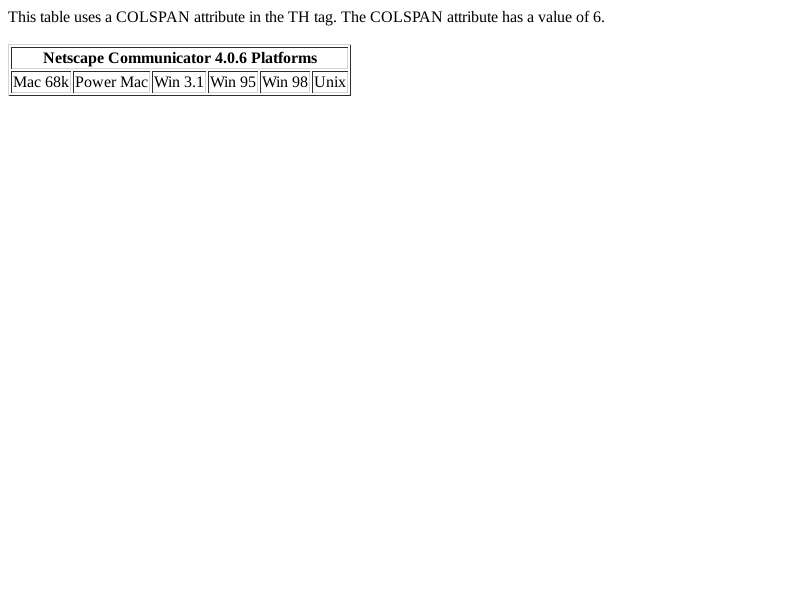 This table uses a COLSPAN attribute in the TH tag. The COLSPAN attribute has a value of 6.
Netscape Communicator 4.0.6 Platforms
Mac 68k Power Mac Win 3.1 Win 95 Win 98 Unix